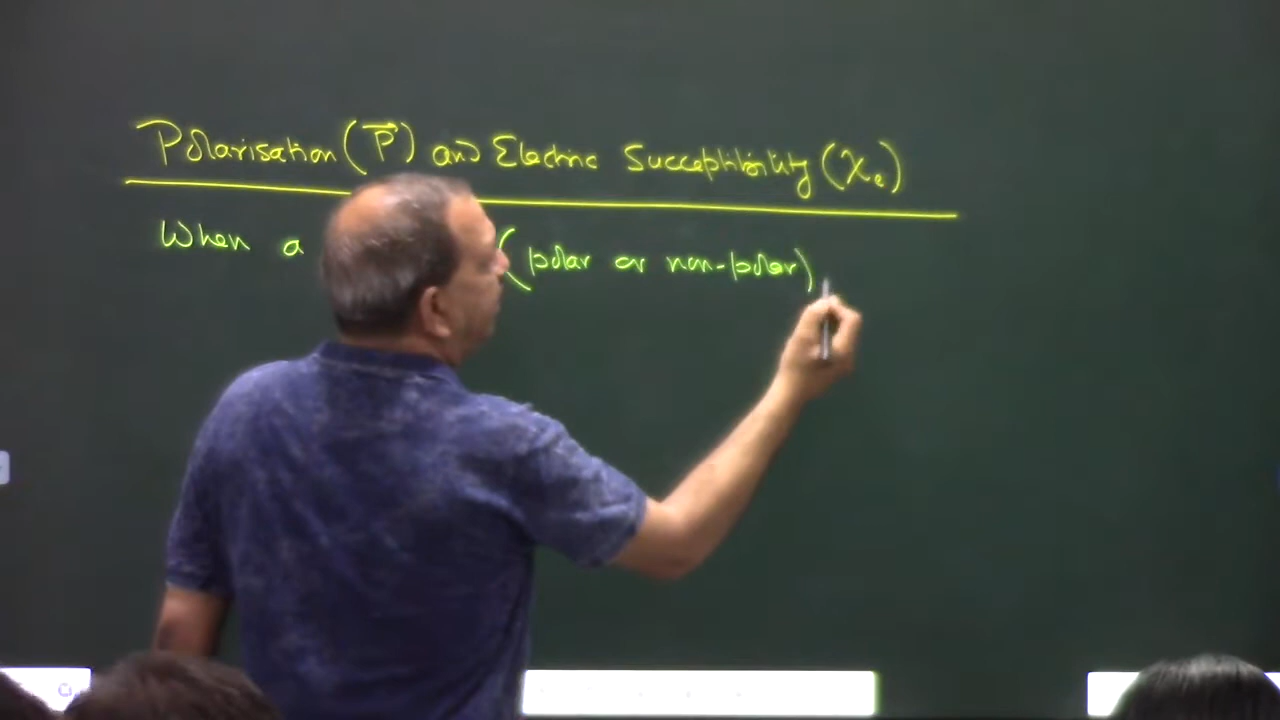 Polarisation (P⃗) and Electric Succeptibility (χe)
When a (polar or non-polar)